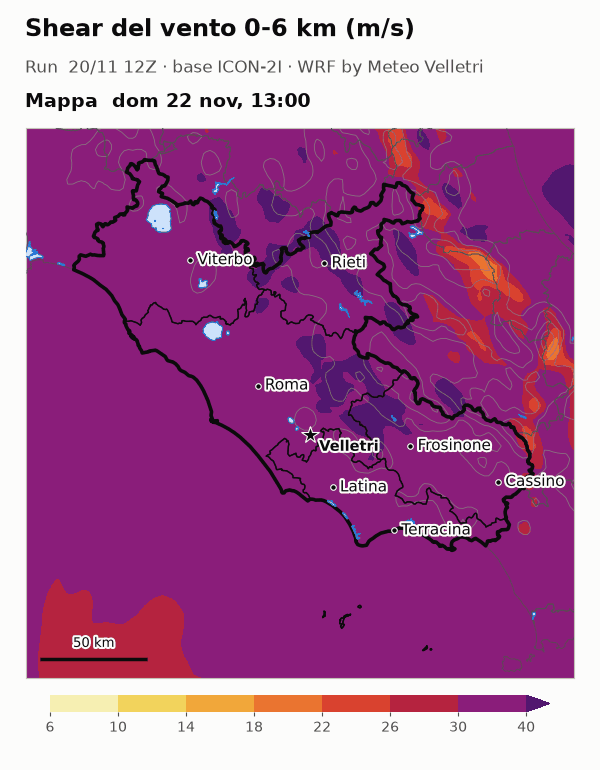 Shear del vento 0-6 km (m/s)
Run 20/11 12Z · base ICON-2I · WRF by Meteo Velletri
Mappa dom 22 nov, 13:00
Viterbo
Rieti
Roma
Velletri
Frosinone
Cassino
Latina
Terracina
50 km
6 10 14 18 22 26 30 40